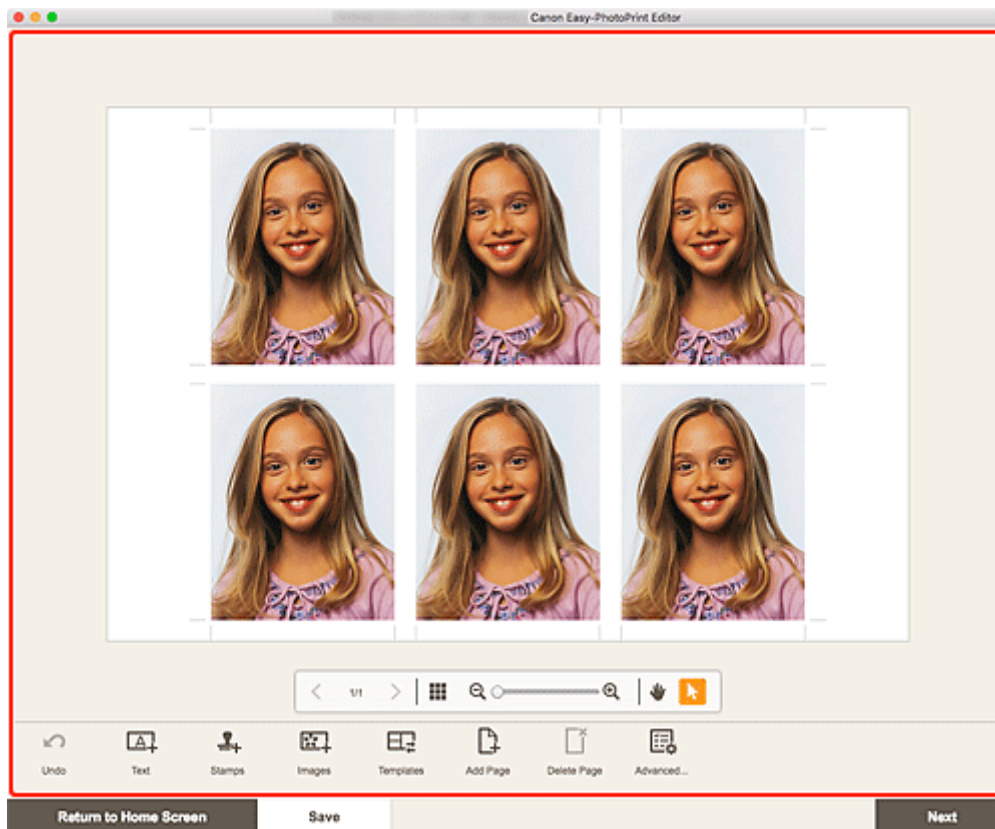 Canon Easy-PhotoPrint Editor
1/1
Undo
Text
Stamps
Images
Templates
Add Page
Delete Page
Advanced...
Return to Home Screen
Save
Next